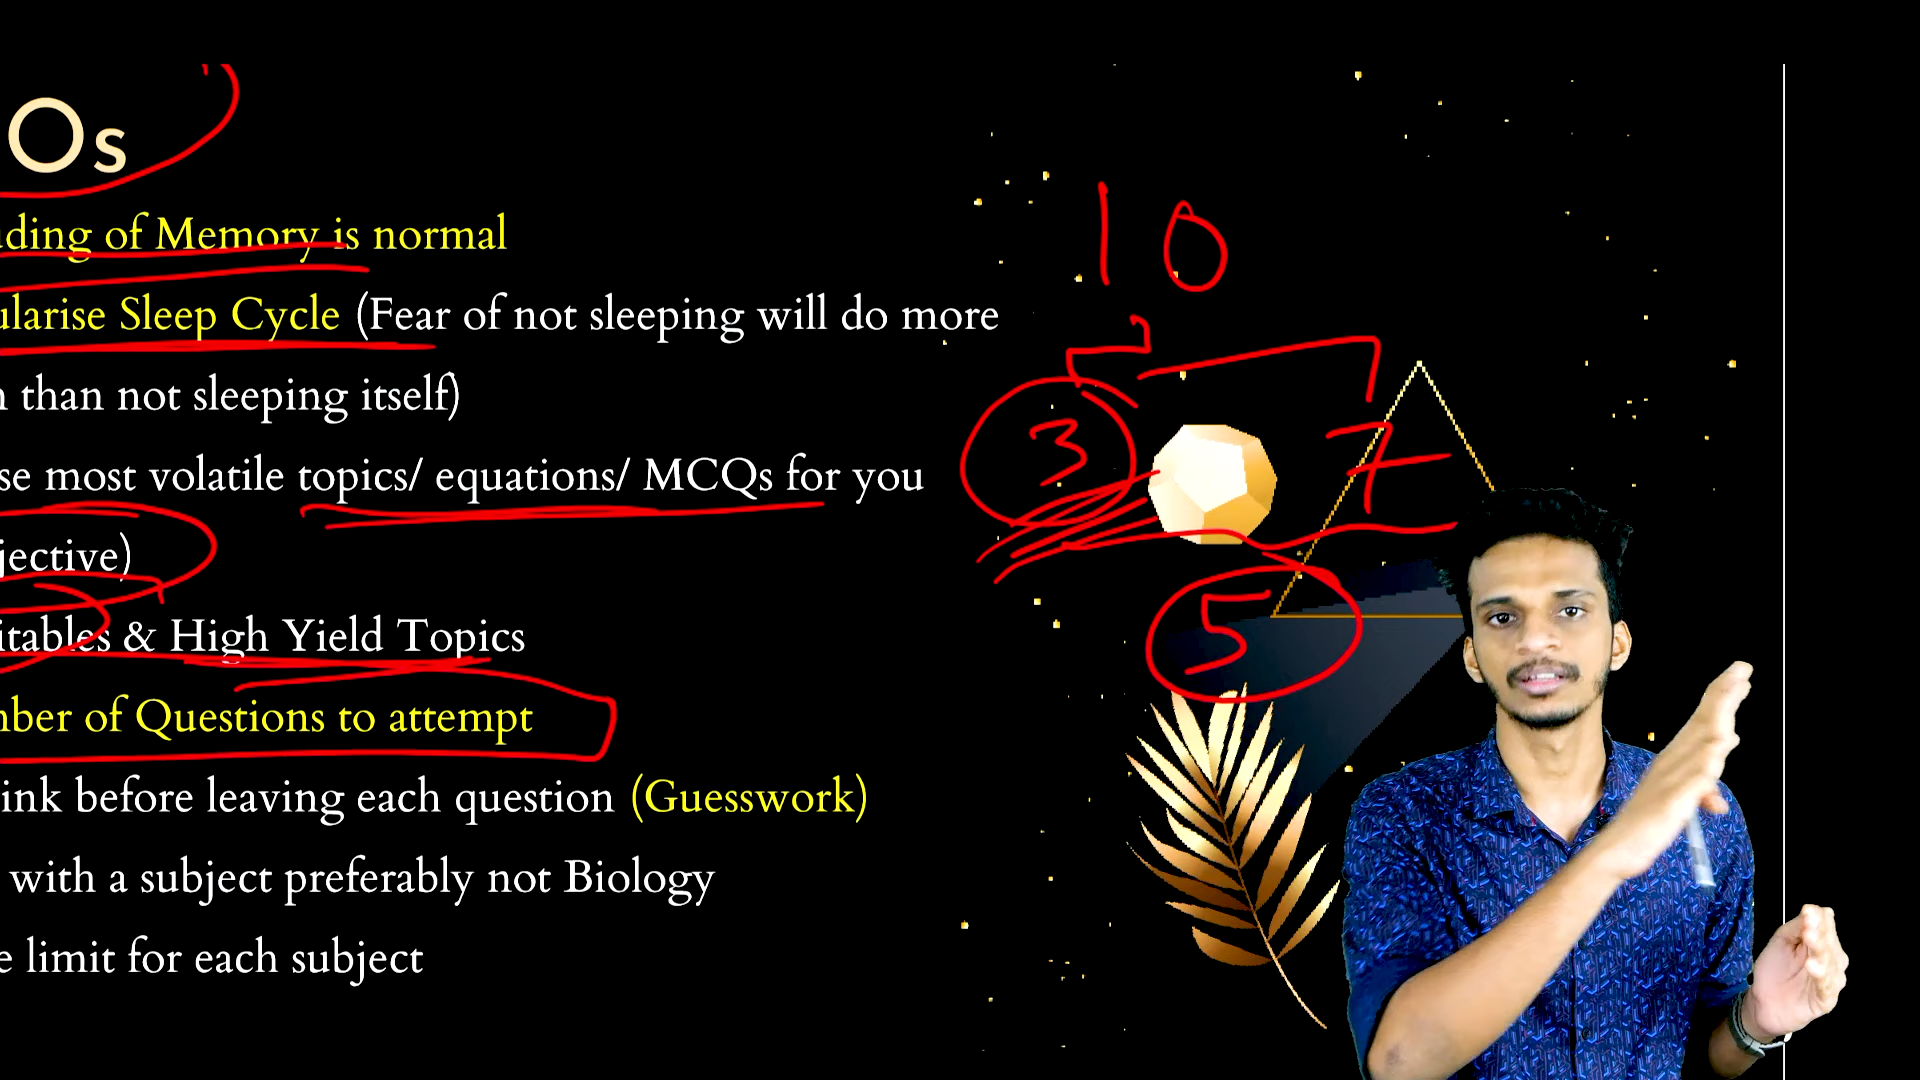 Os
ding of Memory is normal
10
ularise Sleep Cycle (Fear of not sleeping will do more
than not sleeping itself)
3 7
se most volatile topics/ equations/ MCQs for you
jective)
5
itables & High Yield Topics
ber of Questions to attempt
ink before leaving each question (Guesswork)
with a subject preferably not Biology
e limit for each subject